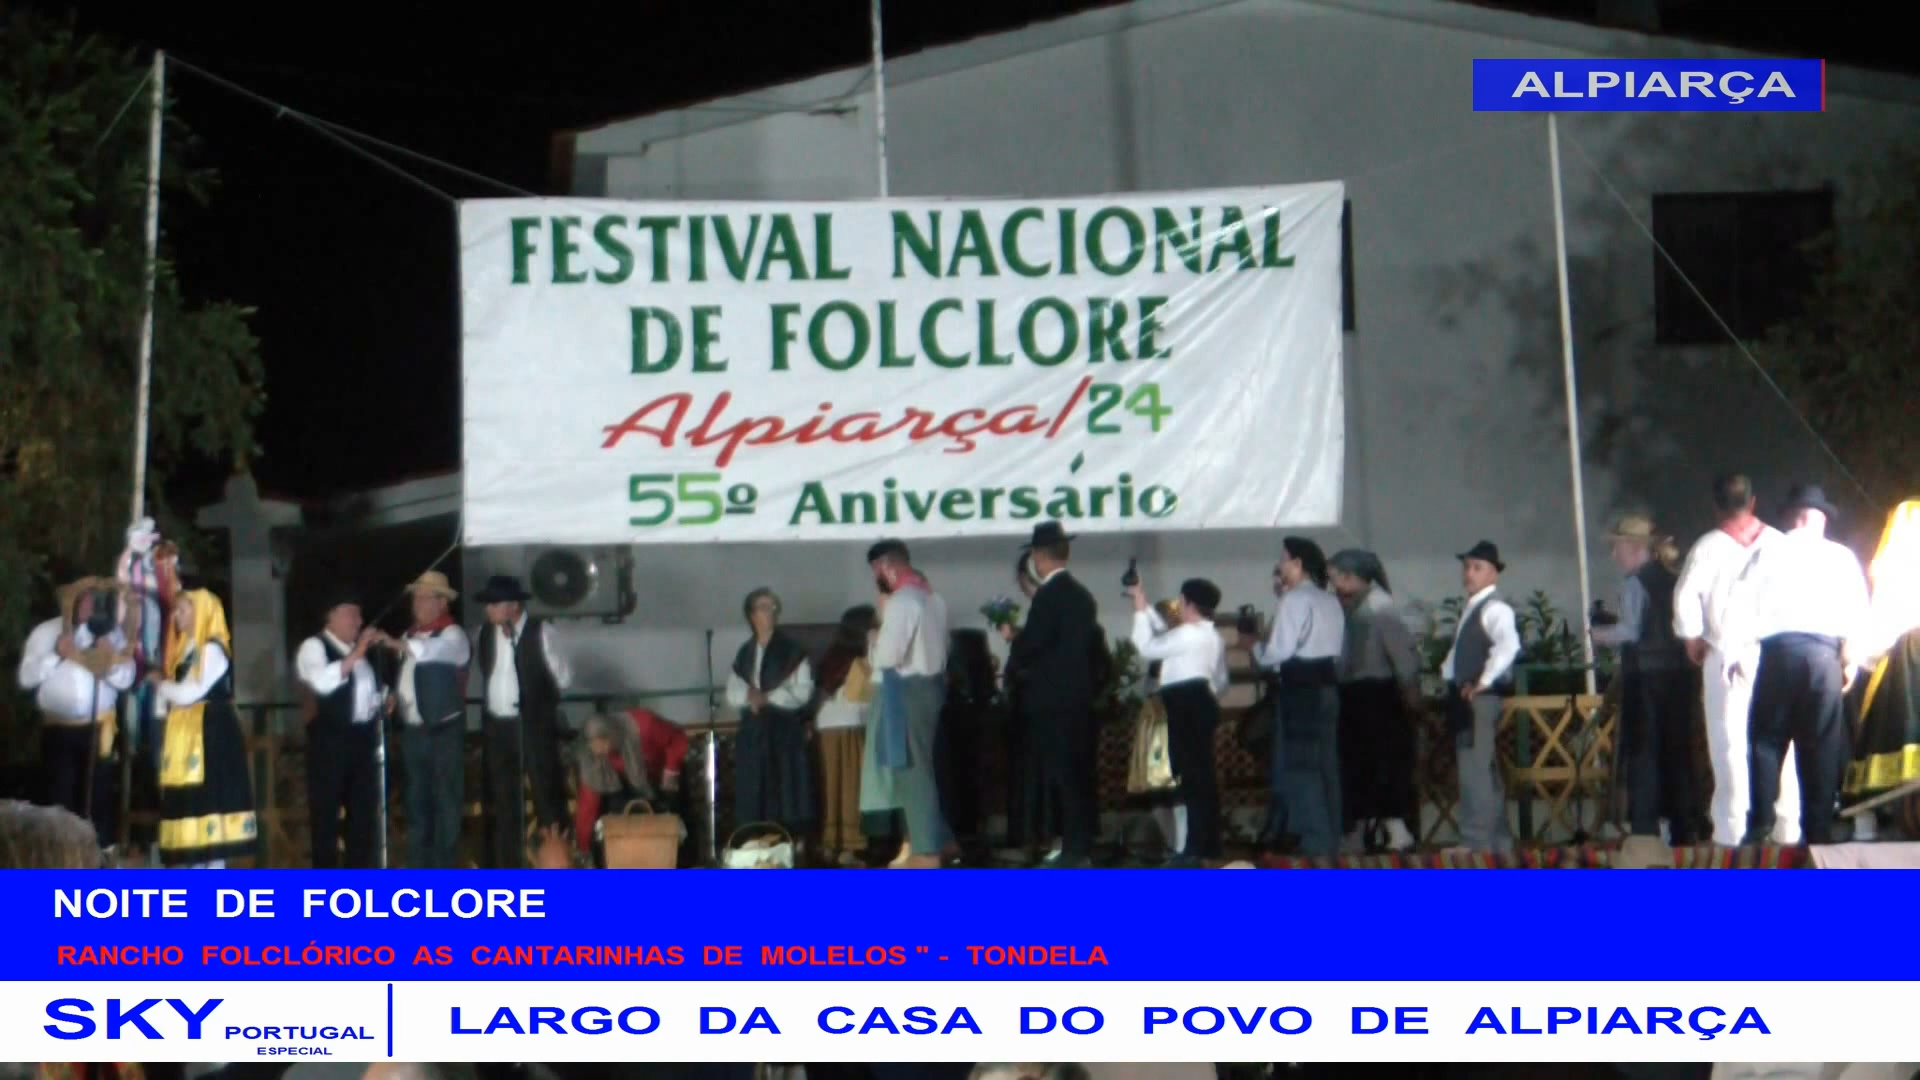 ALPIARÇA
FESTIVAL NACIONAL
DE FOLCLORE
Alpiarça/24
55º Aniversário
NOITE DE FOLCLORE
RANCHO FOLCLÓRICO AS CANTARINHAS DE MOLELOS " - TONDELA
SKY PORTUGAL
ESPECIAL
LARGO DA CASA DO POVO DE ALPIARÇA